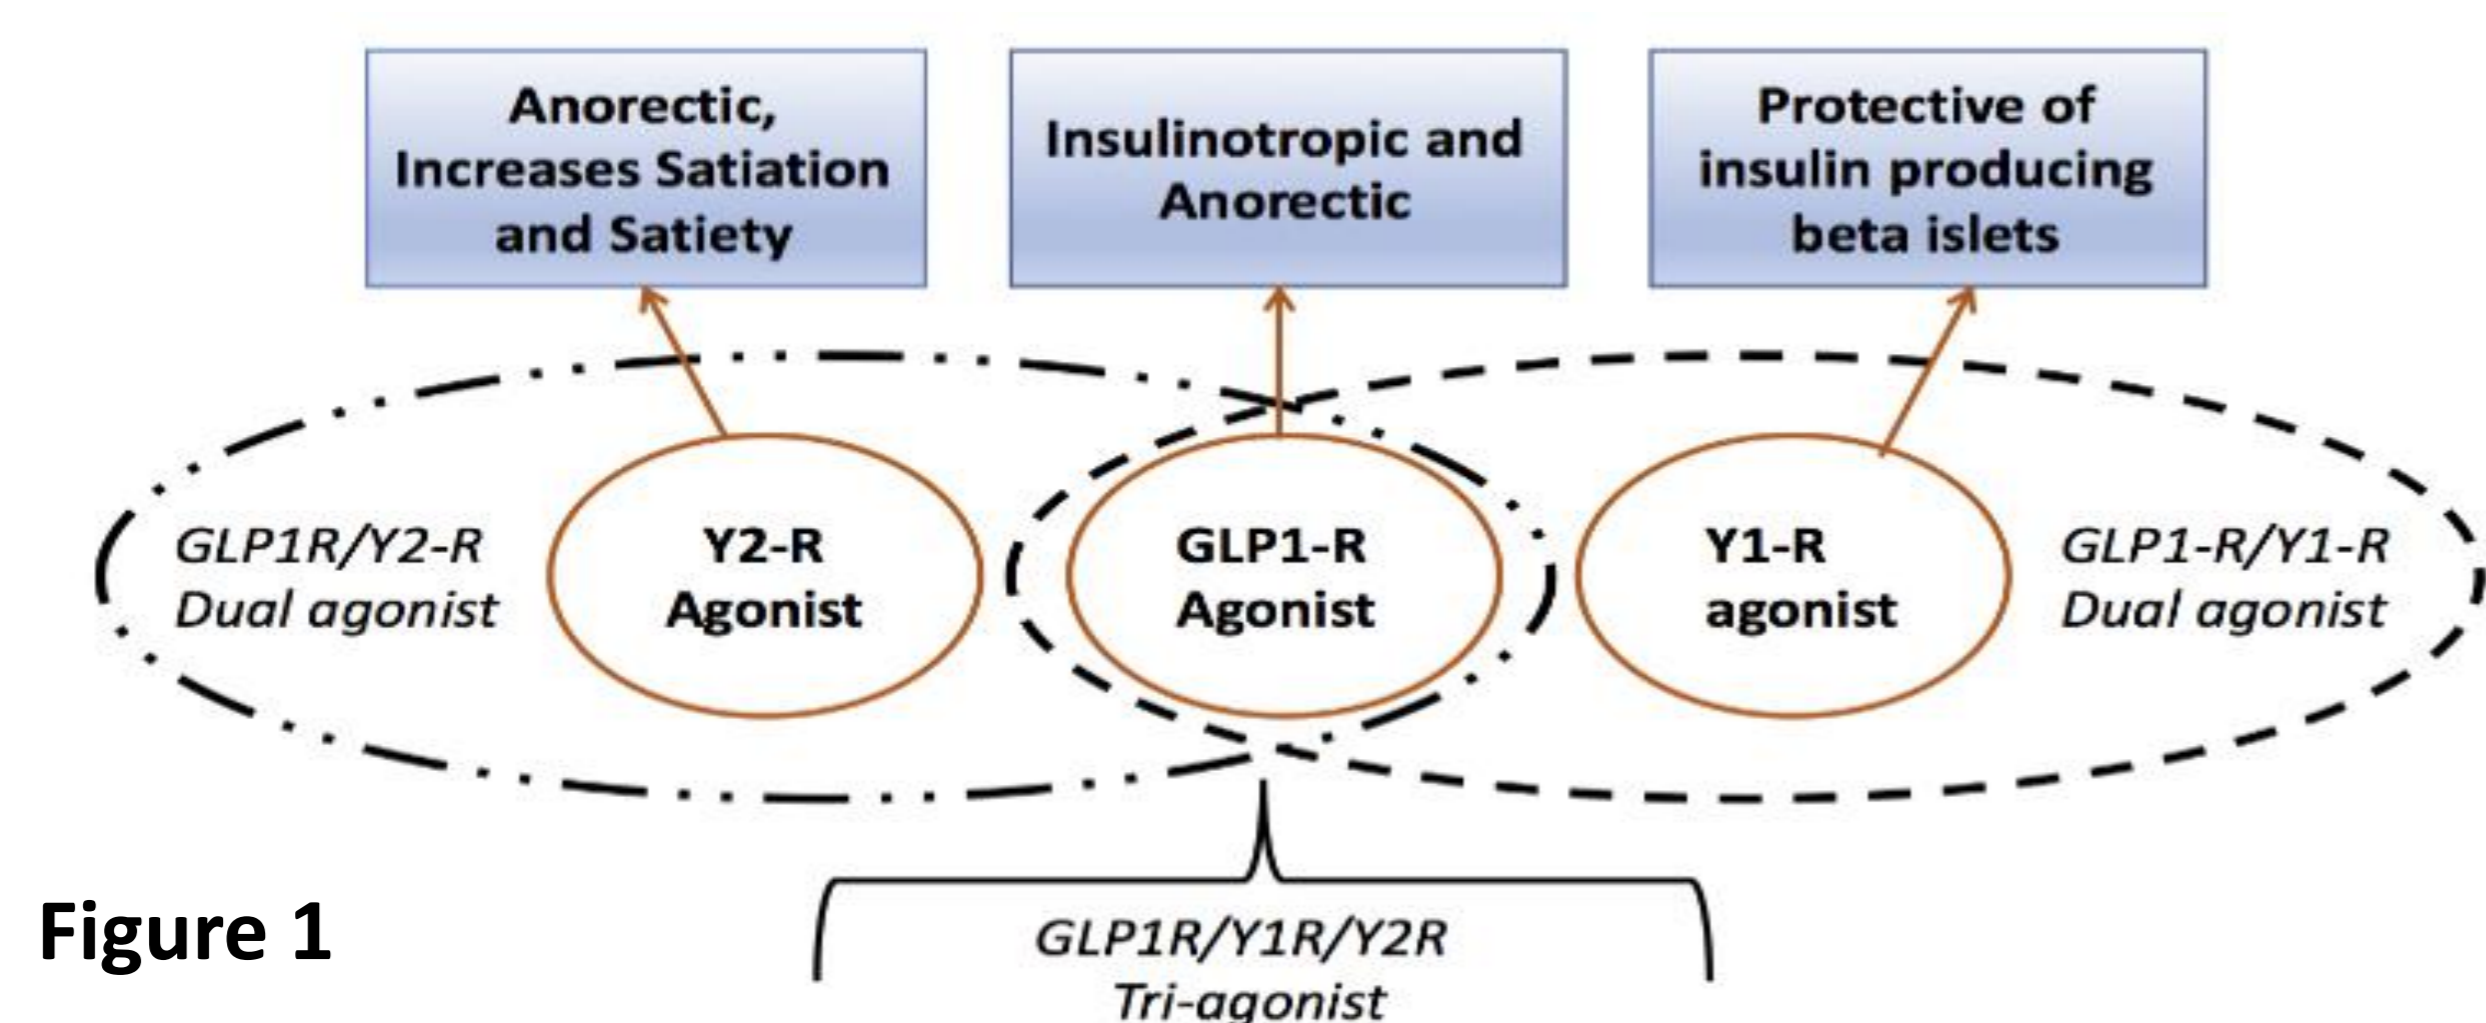 Anorectic,
Increases Satiation
and Satiety
Insulinotropic and
Anorectic
Protective of
insulin producing
beta islets
GLP1R/Y2-R
Dual agonist
Y2-R
Agonist
GLP1-R
Agonist
Y1-R
agonist
GLP1-R/Y1-R
Dual agonist
Figure 1
GLP1R/Y1R/Y2R
Tri-agonist